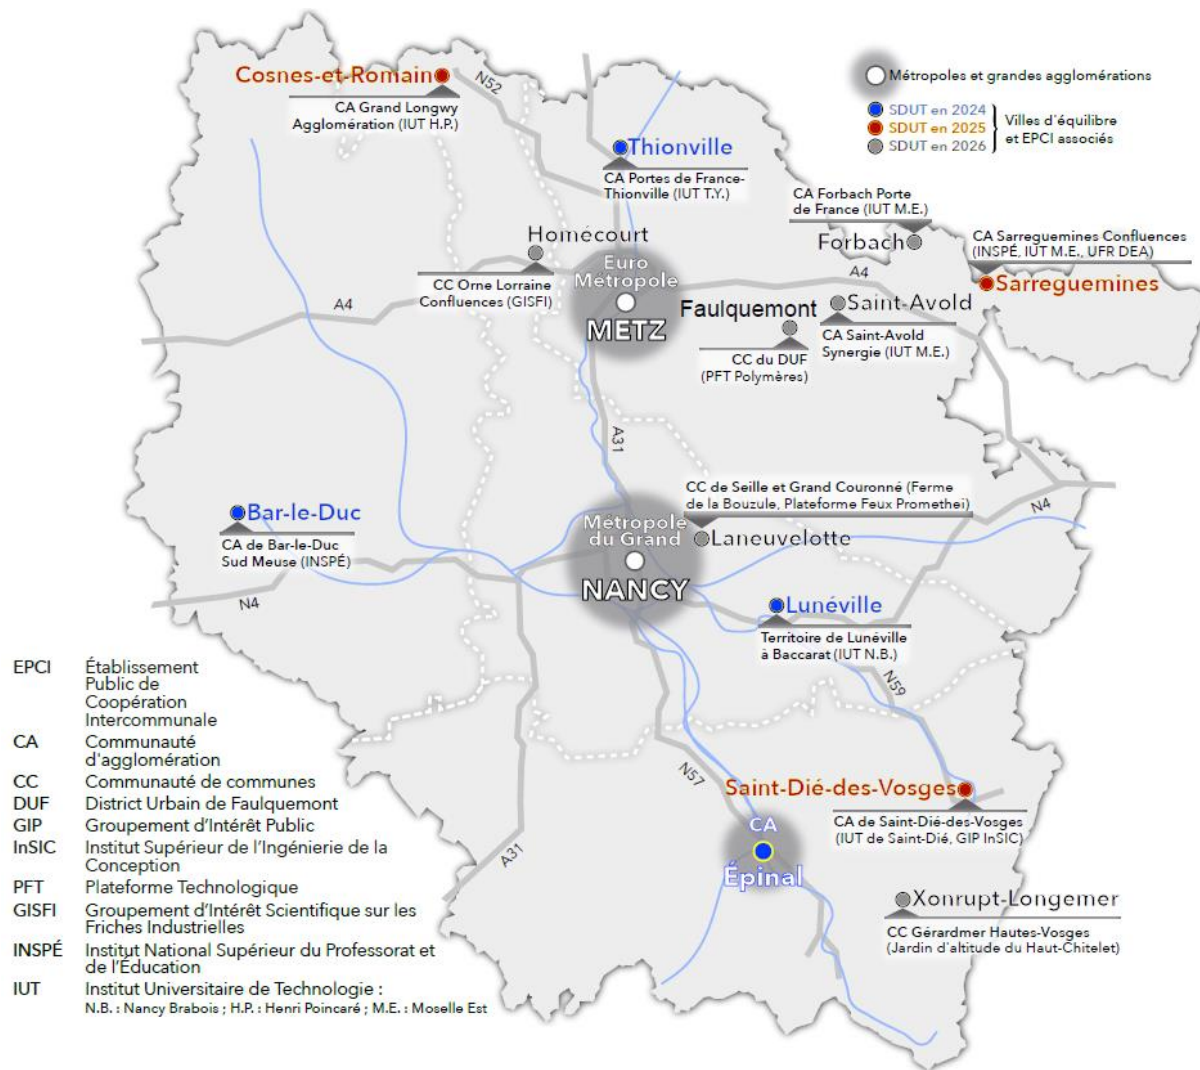 Cosnes-et-Romain
N52
CA Grand Longwy
Agglomération (IUT H.P.)
Métropoles et grandes agglomérations
SDUT en 2024
SDUT en 2025
SDUT en 2026
Villes d'équilibre
et EPCI associés
Thionville
CA Portes de France-
Thionville (IUT T.Y.)
CA Forbach Porte
de France (IUT M.E.)
Forbach
CA Sarreguemines Confluences
(INSPÉ, IUT M.E., UFR DEA)
Sarreguemines
Homécourt
CC Orne Lorraine
Confluences (GISFI)
Euro
Métropole
METZ
A4
A4
Faulquemont
CC du DUF
(PFT Polymères)
Saint-Avold
CA Saint-Avold
Synergie (IUT M.E.)
A31
CC de Seille et Grand Couronné (Ferme
de la Bouzule, Plateforme Feux Promethei)
Laneuvelotte
N4
Bar-le-Duc
CA de Bar-le-Duc
Sud Meuse (INSPÉ)
N4
Métropole
du Grand
NANCY
Lunéville
Territoire de Lunéville
à Baccarat (IUT N.B.)
N59
N57
Saint-Dié-des-Vosges
CA de Saint-Dié-des-Vosges
(IUT de Saint-Dié, GIP InSIC)
CA
Épinal
A31
Xonrupt-Longemer
CC Gérardmer Hautes-Vosges
(Jardin d'altitude du Haut-Chitelet)
EPCI Établissement
Public de
Coopération
Intercommunale
CA Communauté
d'agglomération
CC Communauté de communes
DUF District Urbain de Faulquemont
GIP Groupement d'Intérêt Public
InSIC Institut Supérieur de l'Ingénierie de la
Conception
PFT Plateforme Technologique
GISFI Groupement d'Intérêt Scientifique sur les
Friches Industrielles
INSPÉ Institut National Supérieur du Professorat et
de l'Éducation
IUT Institut Universitaire de Technologie :
N.B. : Nancy Brabois ; H.P. : Henri Poincaré ; M.E. : Moselle Est